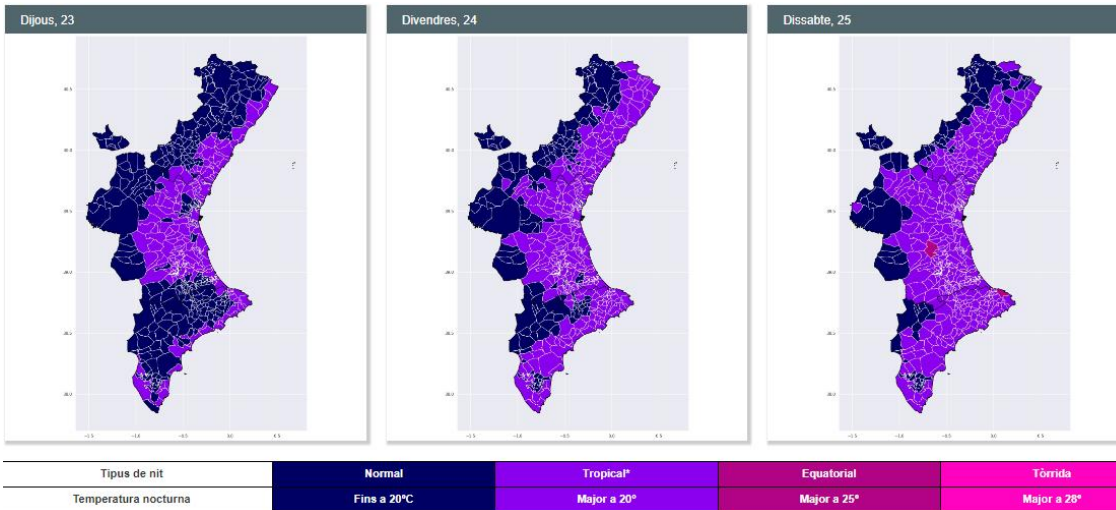 Dijous, 23
Divendres, 24
Dissabte, 25
Tipus de nit Normal Tropical* Equatorial Tòrrida
Temperatura nocturna Fins a 20ºC Major a 20º Major a 25º Major a 28º